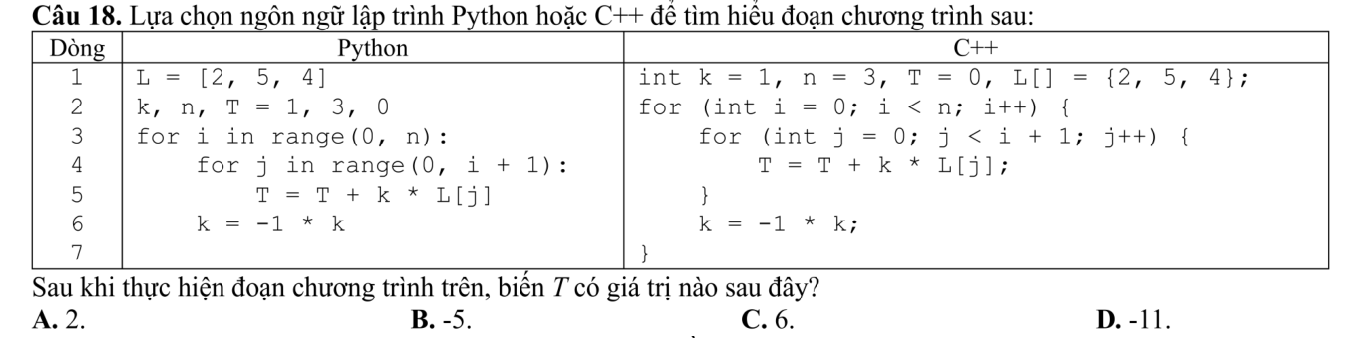 Câu 18. Lựa chọn ngôn ngữ lập trình Python hoặc C++ để tìm hiểu đoạn chương trình sau:
Dòng Python C++
1 L = [2, 5, 4] int k = 1, n = 3, T = 0, L[] = {2, 5, 4};
2 k, n, T = 1, 3, 0 for (int i = 0; i < n; i++) {
3 for i in range(0, n): for (int j = 0; j < i + 1; j++) {
4 for j in range(0, i + 1): T = T + k * L[j];
5 T = T + k * L[j] }
6 k = -1 * k k = -1 * k;
7 }
Sau khi thực hiện đoạn chương trình trên, biến T có giá trị nào sau đây?
A. 2. B. -5. C. 6. D. -11.